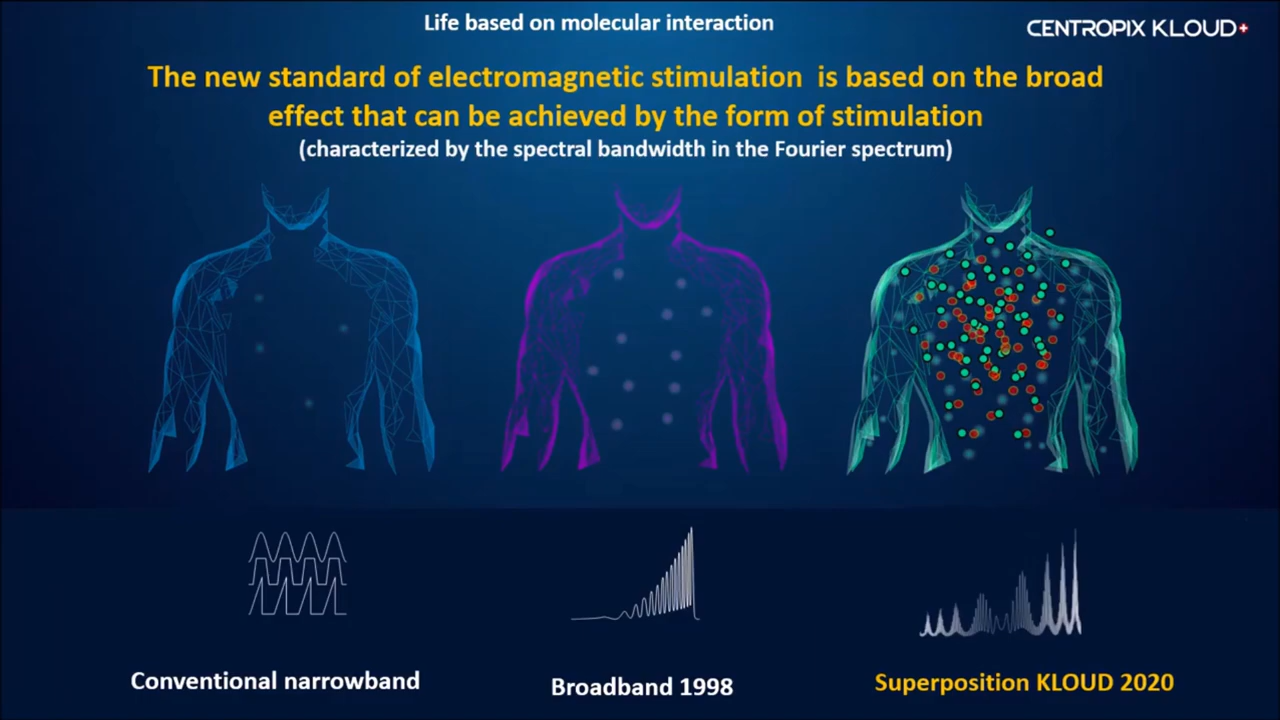 Life based on molecular interaction
CENTROPIX KLOUD+
The new standard of electromagnetic stimulation is based on the broad
effect that can be achieved by the form of stimulation
(characterized by the spectral bandwidth in the Fourier spectrum)
Conventional narrowband
Broadband 1998
Superposition KLOUD 2020